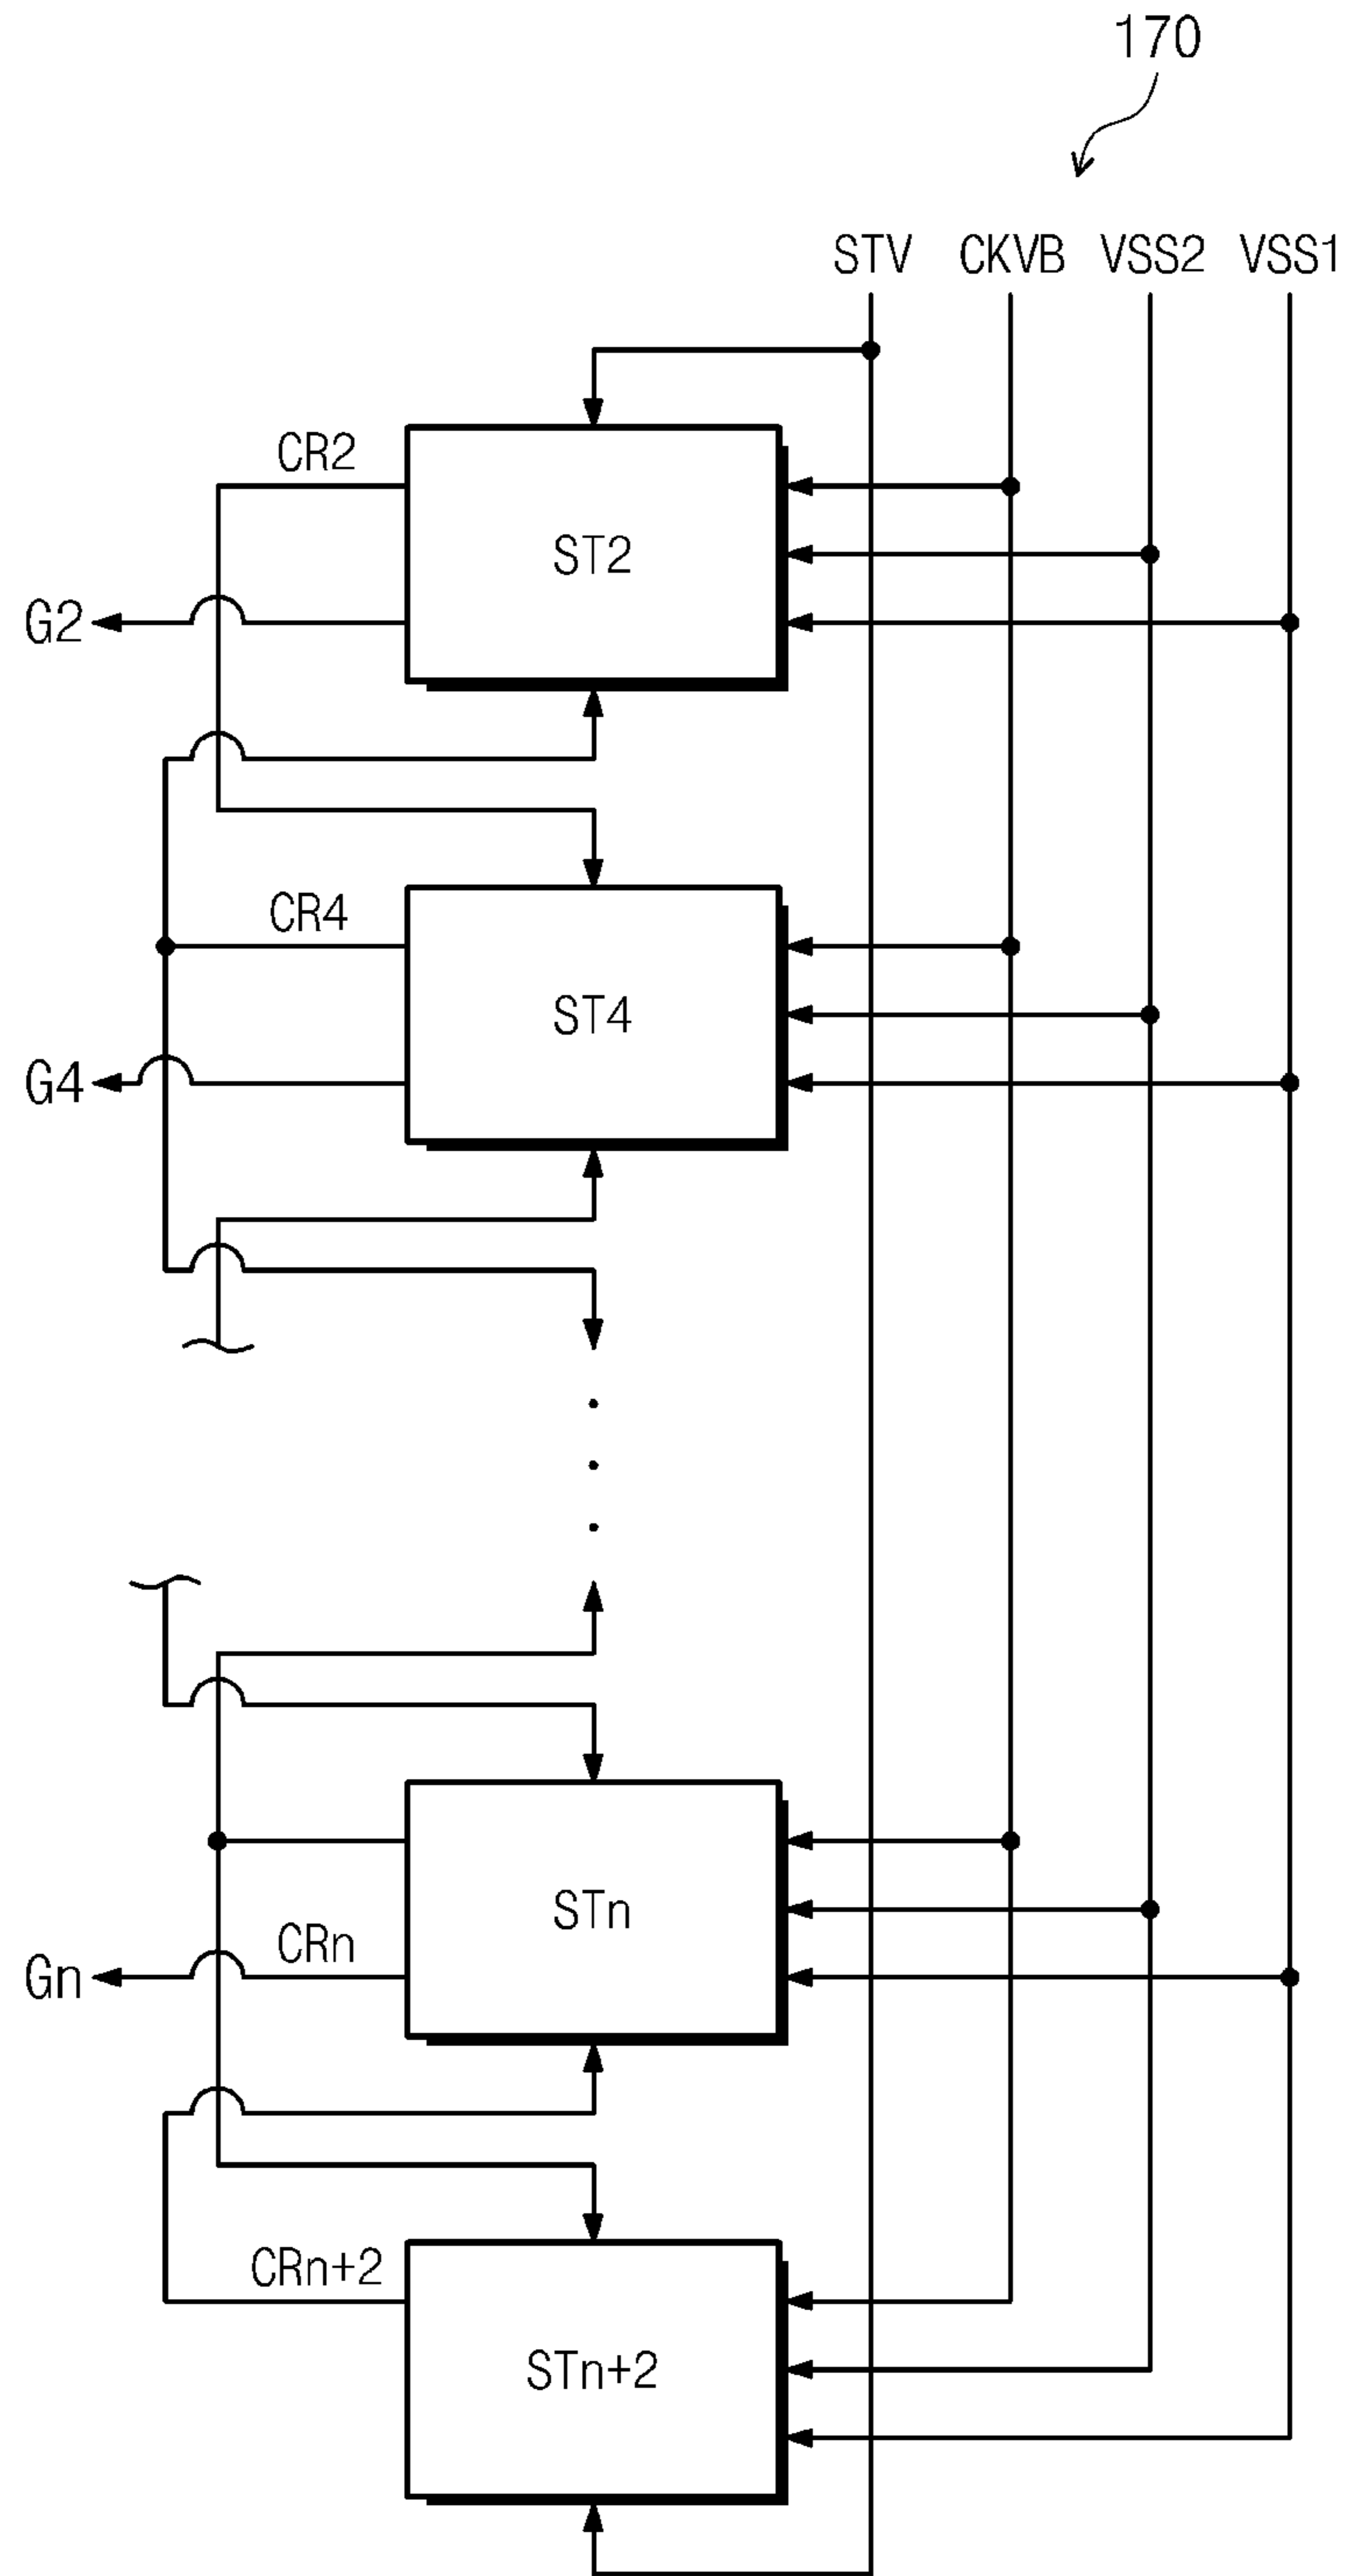 170
STV CKVB VSS2 VSS1
CR2
ST2
G2
CR4
ST4
G4
STn
CRn
Gn
CRn+2
STn+2